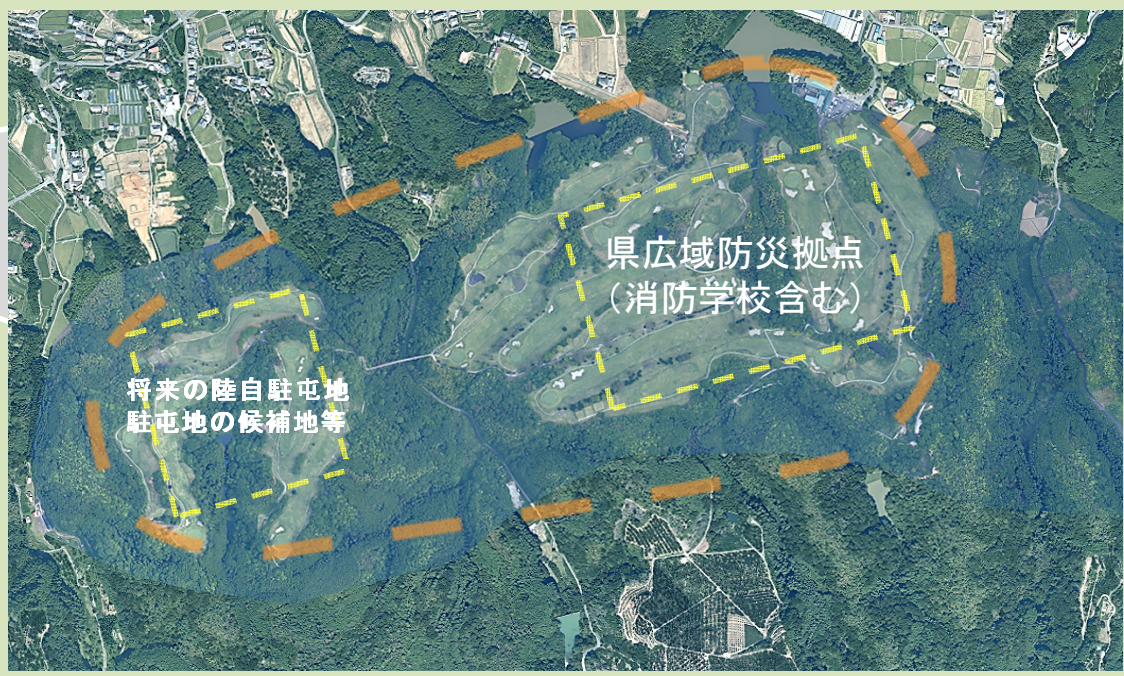 県広域防災拠点
（消防学校含む）
将来の陸自駐屯地
駐屯地の候補地等